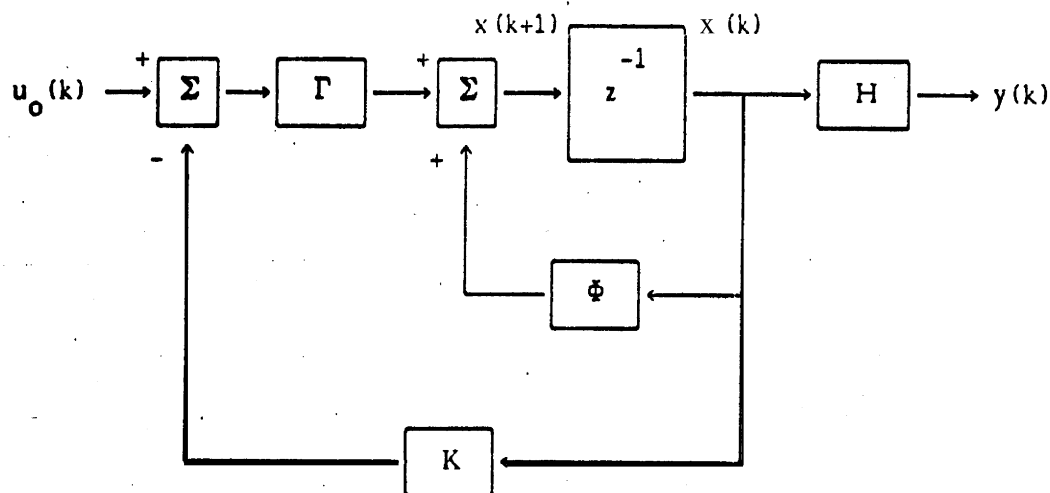 x(k+1)
x(k)
+
+
z⁻¹
u₀(k)
Σ
Γ
Σ
H
y(k)
-
+
Φ
K